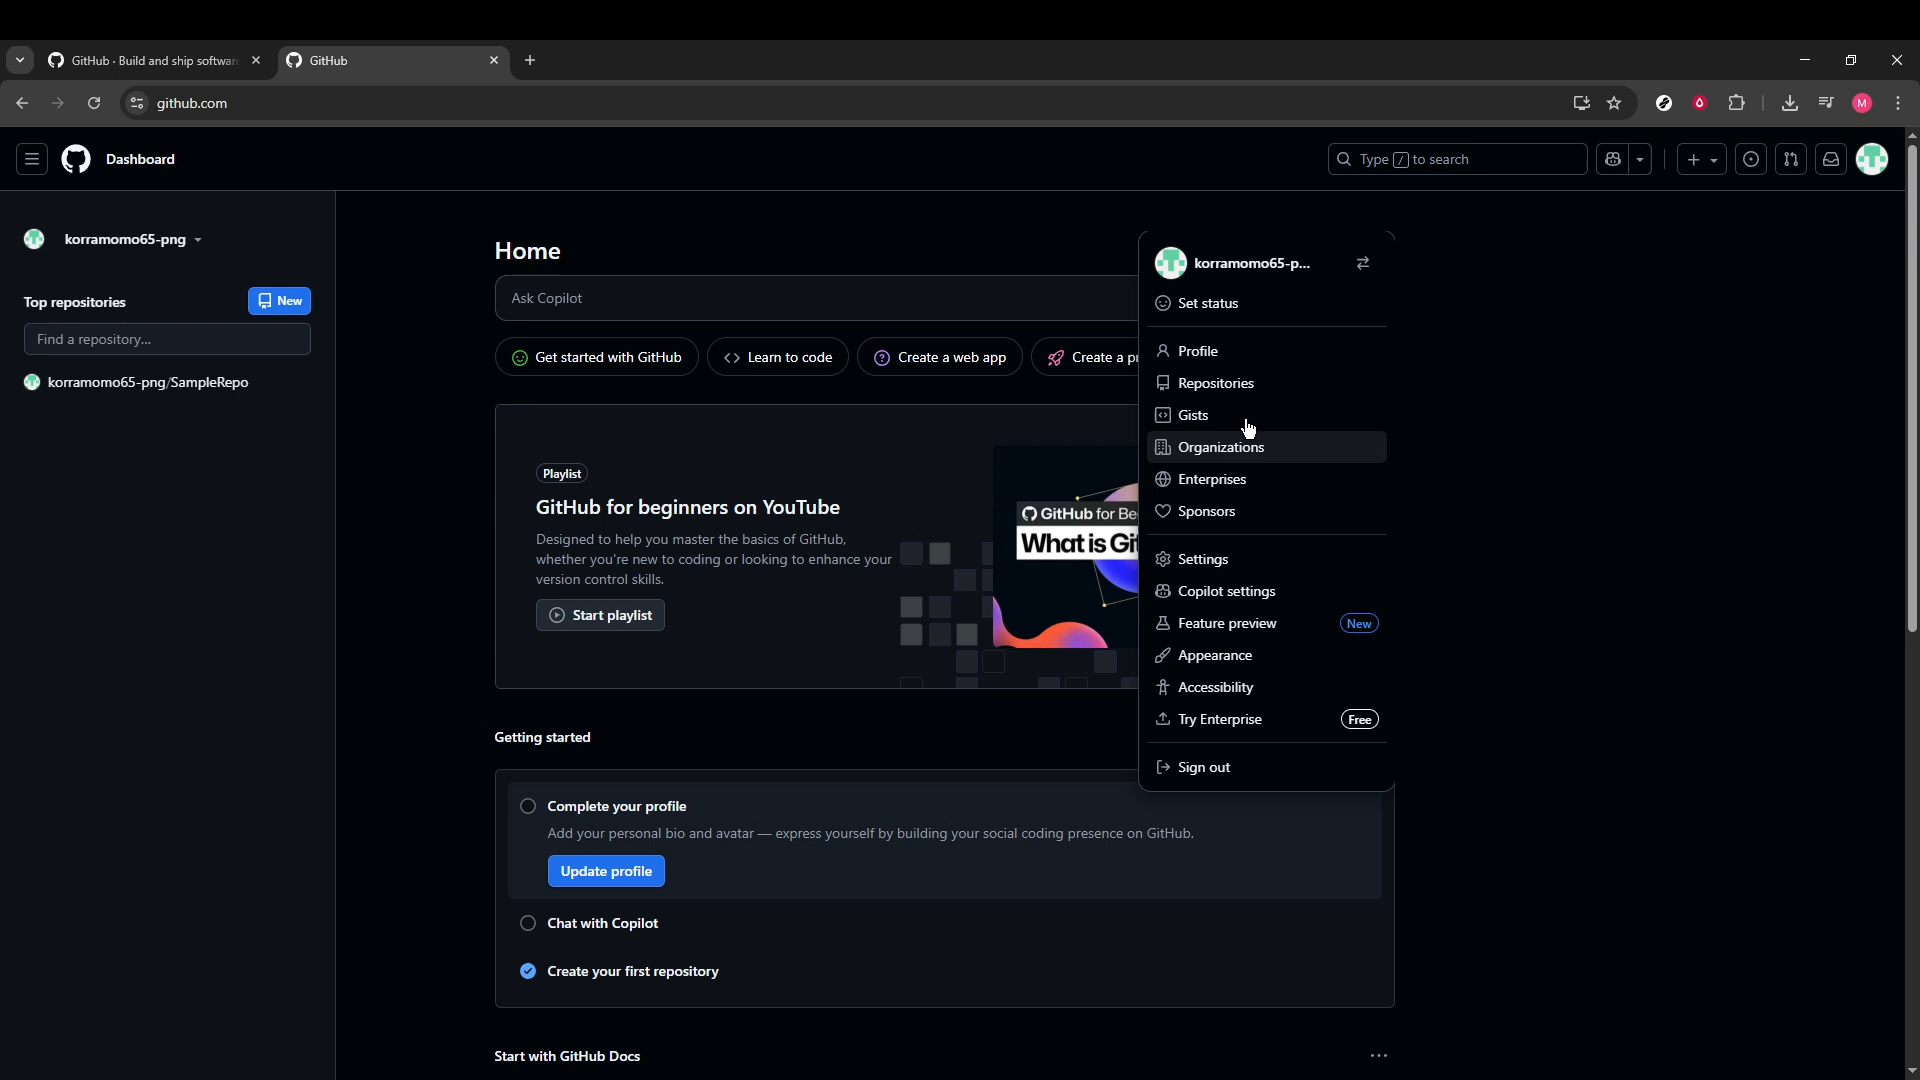 GitHub · Build and ship softwar
GitHub
github.com
M
Dashboard
Type / to search
korramomo65-png
Top repositories
New
Find a repository...
korramomo65-png/SampleRepo
Home
Ask Copilot
Get started with GitHub
Learn to code
Create a web app
Create a pr
Playlist
GitHub for beginners on YouTube
Designed to help you master the basics of GitHub,
whether you're new to coding or looking to enhance your
version control skills.
Start playlist
GitHub for Be
What is Git
Getting started
Complete your profile
Add your personal bio and avatar — express yourself by building your social coding presence on GitHub.
Update profile
Chat with Copilot
Create your first repository
Start with GitHub Docs
korramomo65-p...
Set status
Profile
Repositories
Gists
Organizations
Enterprises
Sponsors
Settings
Copilot settings
Feature preview New
Appearance
Accessibility
Try Enterprise Free
Sign out